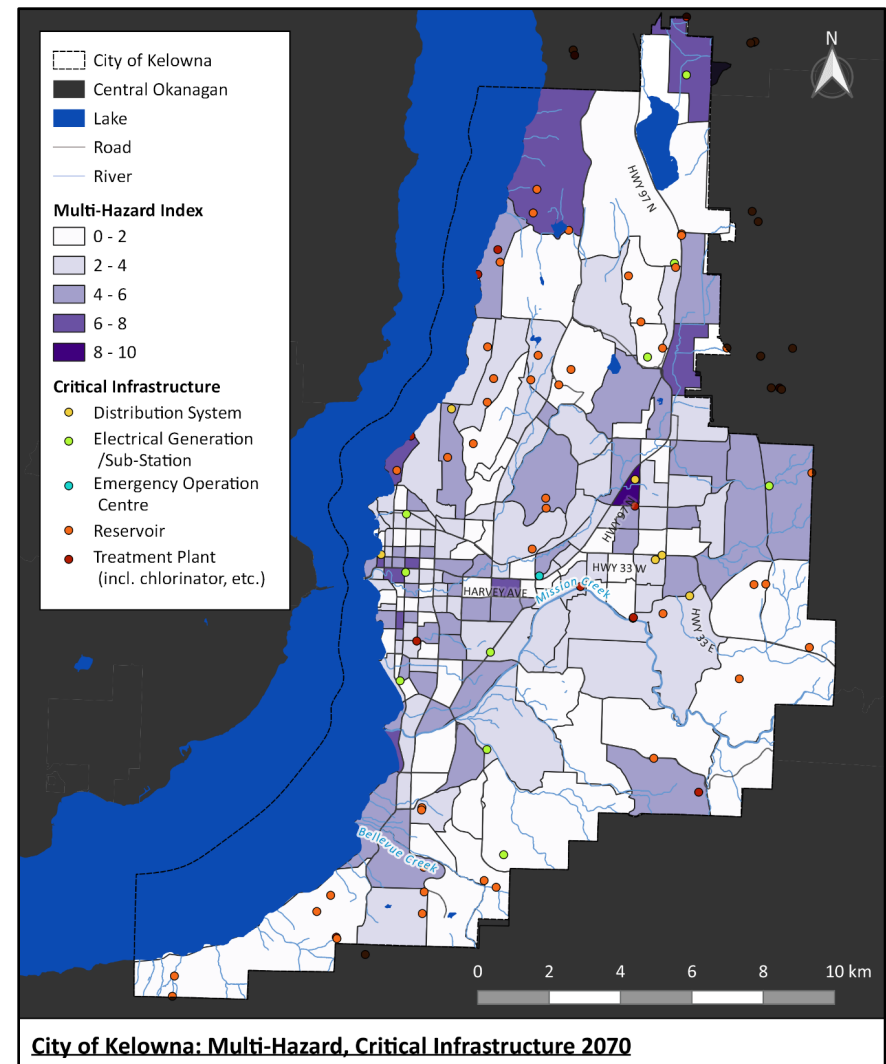 City of Kelowna
Central Okanagan
Lake
Road
River
Multi-Hazard Index
0 - 2
2 - 4
4 - 6
6 - 8
8 - 10
Critical Infrastructure
Distribution System
Electrical Generation
/Sub-Station
Emergency Operation
Centre
Reservoir
Treatment Plant
(incl. chlorinator, etc.)
N
HWY 97 N
HWY 97 N
HWY 33 W
HARVEY AVE
Mission Creek
HWY 33 E
Bellevue Creek
0 2 4 6 8 10 km
City of Kelowna: Multi-Hazard, Critical Infrastructure 2070